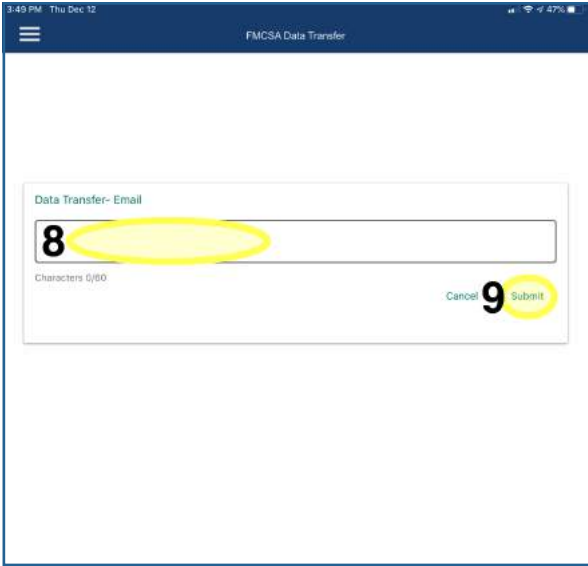 3:49 PM Thu Dec 12 47%
FMCSA Data Transfer
Data Transfer- Email
8
Characters 0/60
Cancel 9 Submit